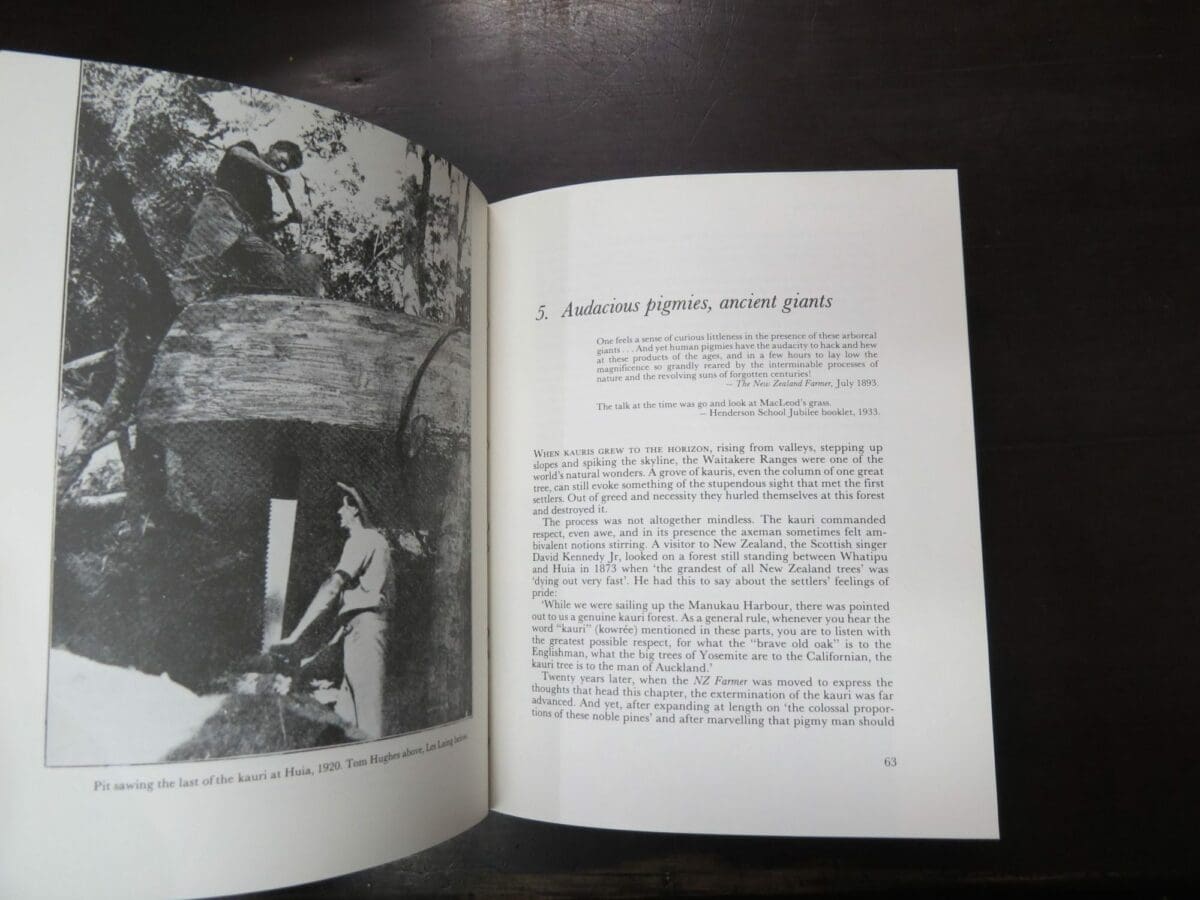 Pit sawing the last of the kauri at Huia, 1920. Tom Hughes above, Les Laing below.
5. Audacious pigmies, ancient giants
One feels a sense of curious littleness in the presence of these arboreal
giants . . . And yet human pigmies have the audacity to hack and hew
at these products of the ages, and in a few hours to lay low the
magnificence so grandly reared by the interminable processes of
nature and the revolving suns of forgotten centuries!
– The New Zealand Farmer, July 1893.
The talk at the time was go and look at MacLeod's grass.
– Henderson School Jubilee booklet, 1933.
WHEN KAURIS GREW TO THE HORIZON, rising from valleys, stepping up
slopes and spiking the skyline, the Waitakere Ranges were one of the
world's natural wonders. A grove of kauris, even the column of one great
tree, can still evoke something of the stupendous sight that met the first
settlers. Out of greed and necessity they hurled themselves at this forest
and destroyed it.
The process was not altogether mindless. The kauri commanded
respect, even awe, and in its presence the axeman sometimes felt am-
bivalent notions stirring. A visitor to New Zealand, the Scottish singer
David Kennedy Jr, looked on a forest still standing between Whatipu
and Huia in 1873 when 'the grandest of all New Zealand trees' was
'dying out very fast'. He had this to say about the settlers' feelings of
pride:
'While we were sailing up the Manukau Harbour, there was pointed
out to us a genuine kauri forest. As a general rule, whenever you hear the
word "kauri" (kowrée) mentioned in these parts, you are to listen with
the greatest possible respect, for what the "brave old oak" is to the
Englishman, what the big trees of Yosemite are to the Californian, the
kauri tree is to the man of Auckland.'
Twenty years later, when the NZ Farmer was moved to express the
thoughts that head this chapter, the extermination of the kauri was far
advanced. And yet, after expanding at length on 'the colossal propor-
tions of these noble pines' and after marvelling that pigmy man should
63